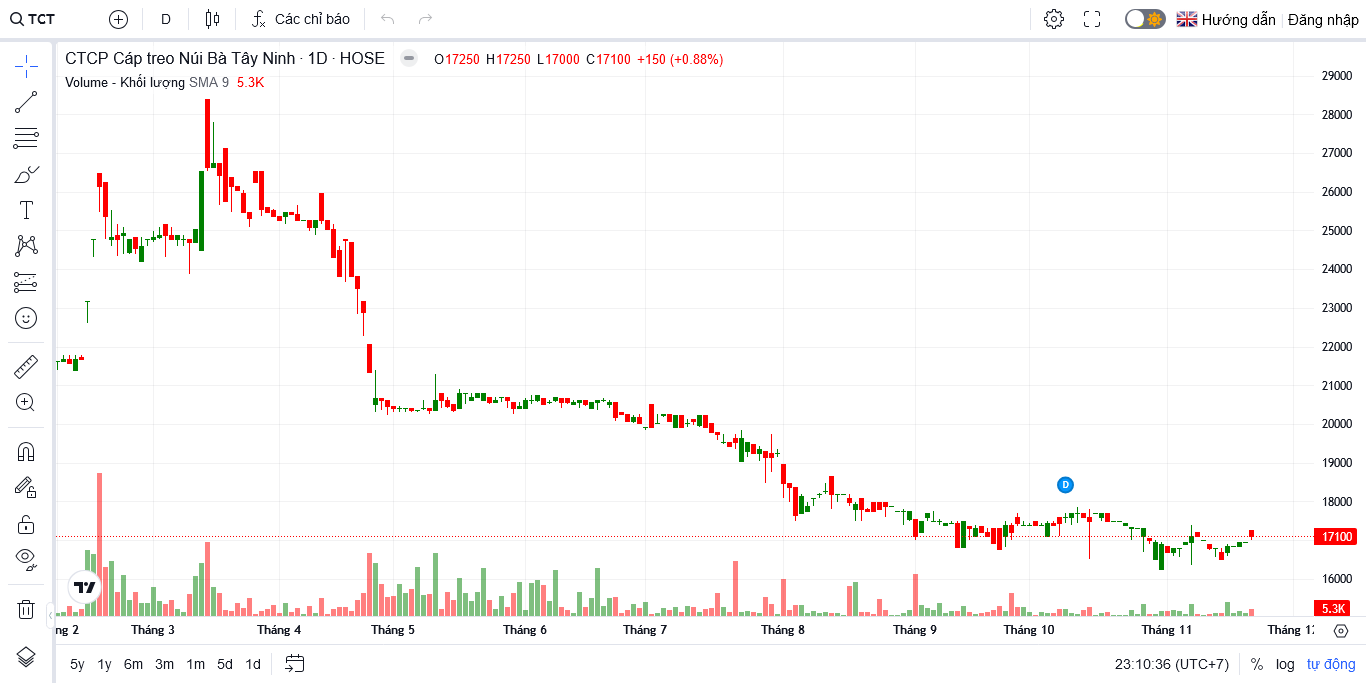 TCT D Các chỉ báo Hướng dẫn Đăng nhập
CTCP Cáp treo Núi Bà Tây Ninh · 1D · HOSE O17250 H17250 L17000 C17100 +150 (+0.88%)
Volume - Khối lượng SMA 9 5.3K
29000
28000
27000
26000
25000
24000
23000
22000
21000
20000
19000
18000
D
17100
16000
5.3K
ng 2 Tháng 3 Tháng 4 Tháng 5 Tháng 6 Tháng 7 Tháng 8 Tháng 9 Tháng 10 Tháng 11 Tháng 1
5y 1y 6m 3m 1m 5d 1d 23:10:36 (UTC+7) % log tự động